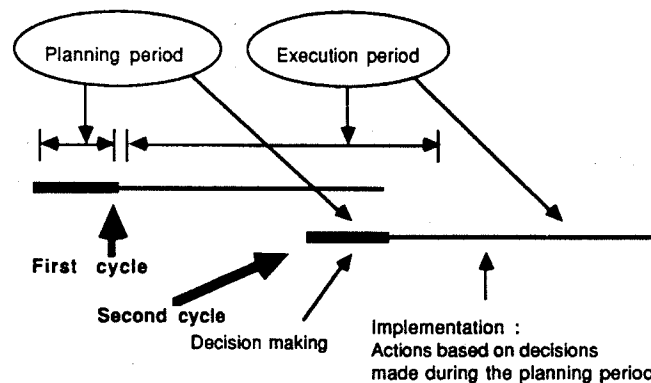 Planning period
Execution period
First cycle
Second cycle
Decision making
Implementation :
Actions based on decisions
made during the planning period